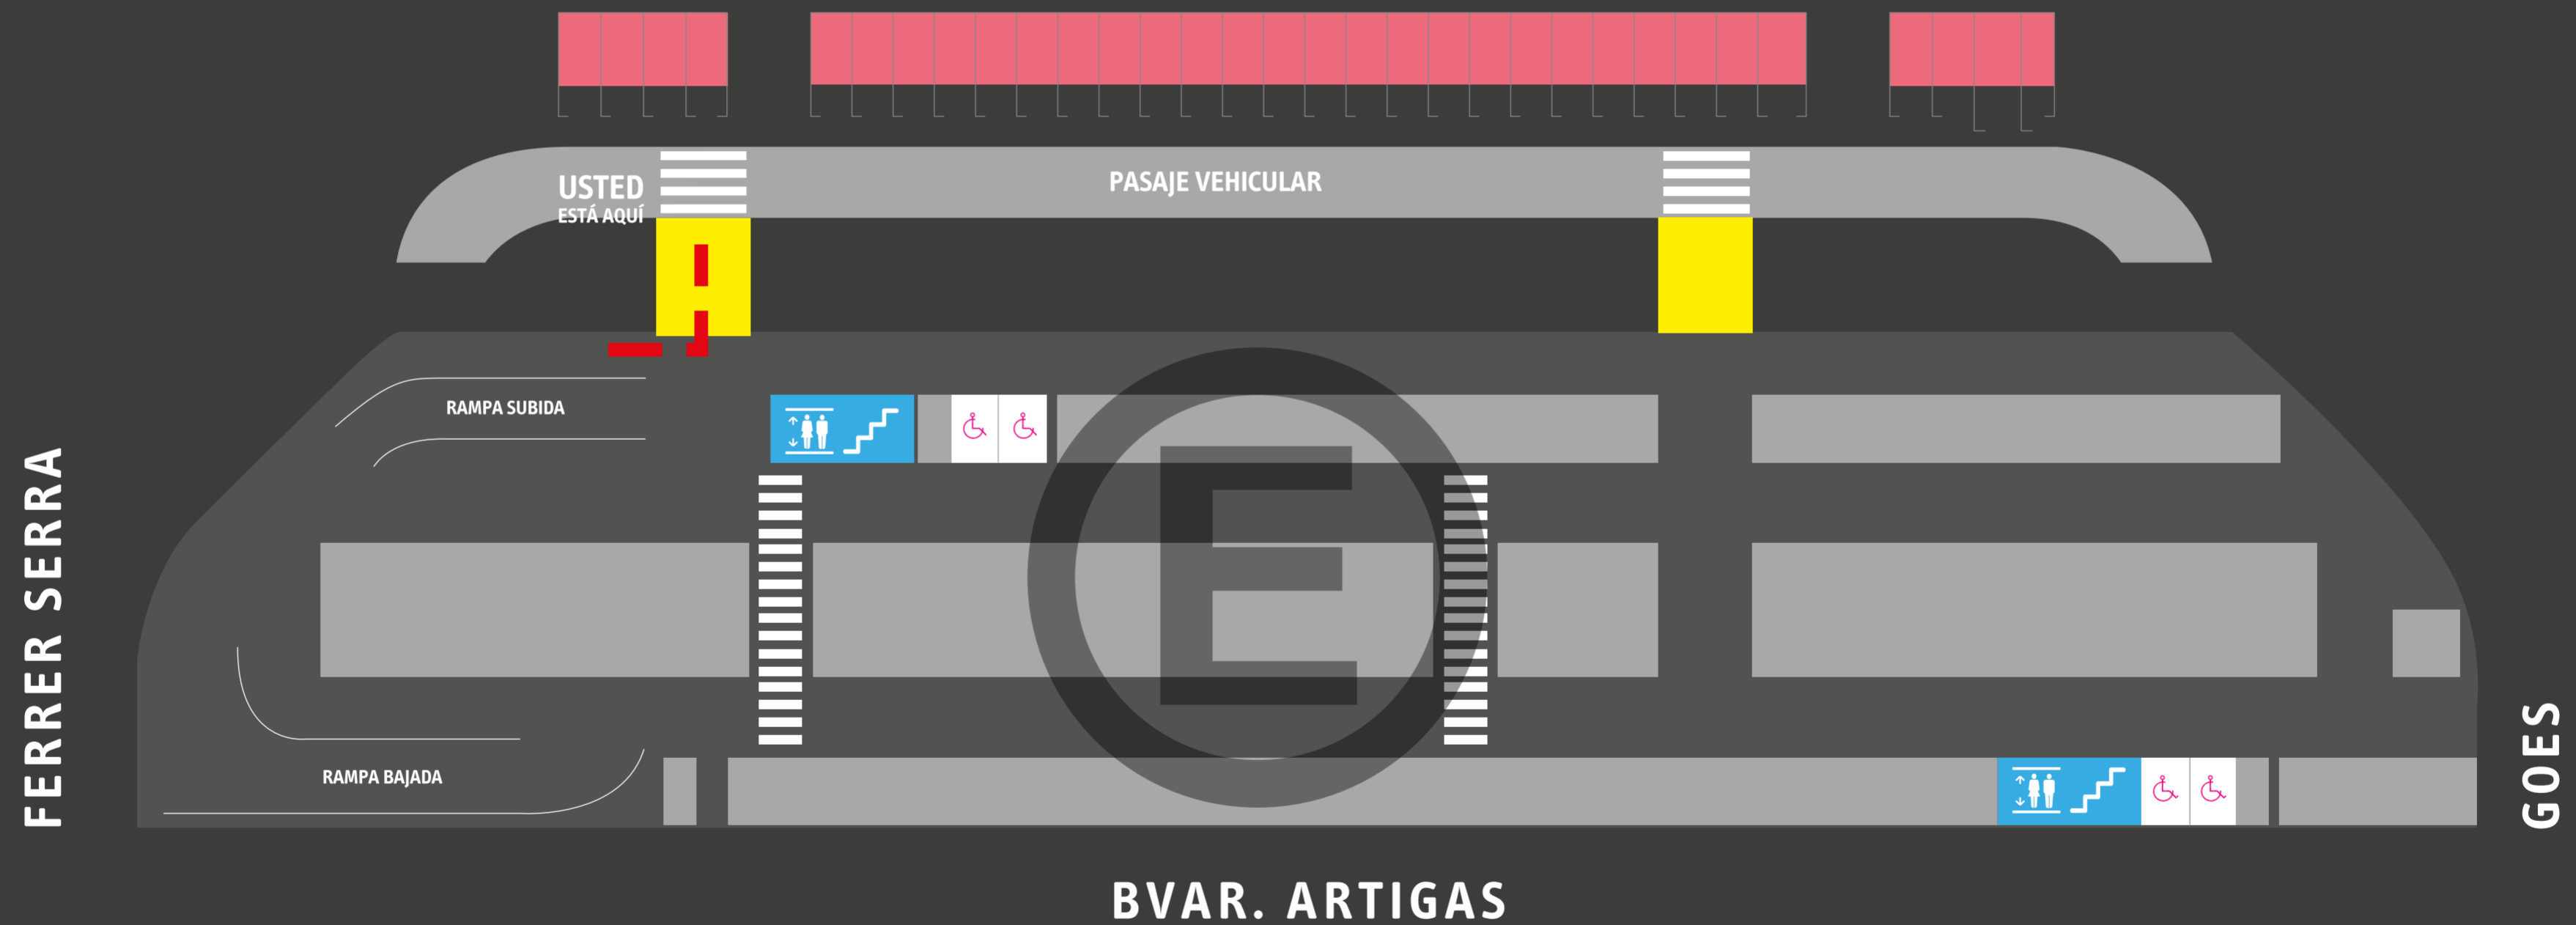 USTED
ESTÁ AQUÍ
PASAJE VEHICULAR
RAMPA SUBIDA
E
RAMPA BAJADA
FERRER SERRA
GOES
BVAR. ARTIGAS